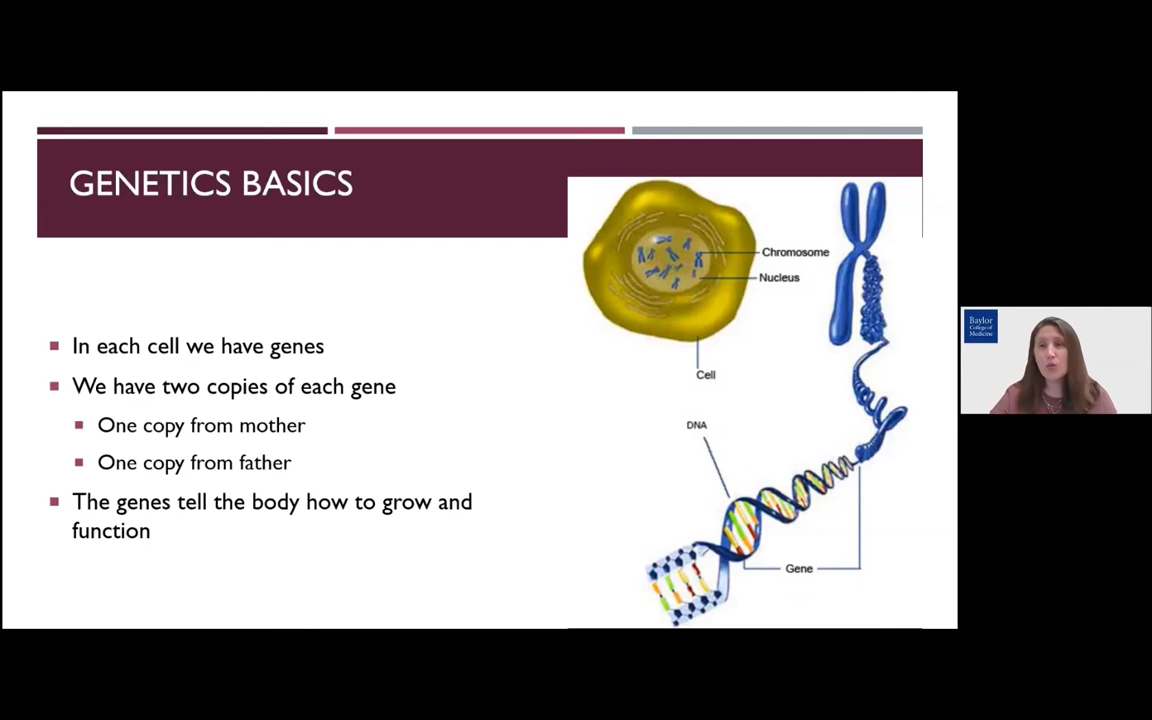 GENETICS BASICS
In each cell we have genes
We have two copies of each gene
One copy from mother
One copy from father
The genes tell the body how to grow and
function
Chromosome
Nucleus
Cell
DNA
Gene
Baylor
College of
Medicine